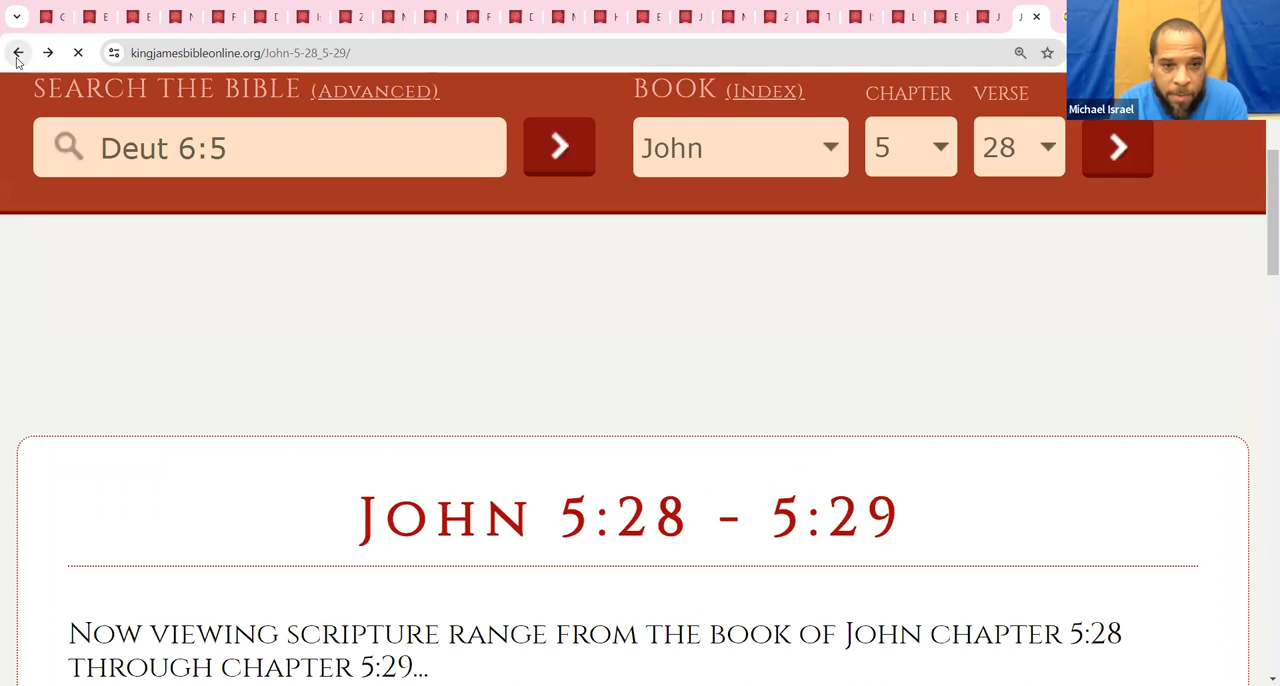 kingjamesbibleonline.org/John-5-28_5-29/
Michael Israel
SEARCH THE BIBLE (ADVANCED)
BOOK (INDEX)
CHAPTER
VERSE
Deut 6:5
John
5
28
JOHN 5:28 - 5:29
NOW VIEWING SCRIPTURE RANGE FROM THE BOOK OF JOHN CHAPTER 5:28
THROUGH CHAPTER 5:29...